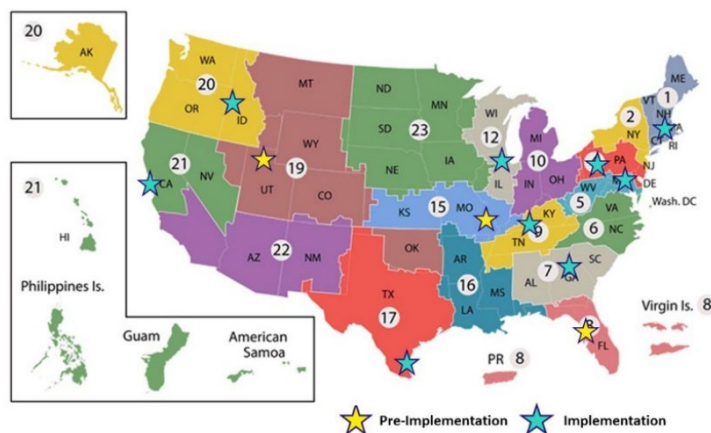 20
AK
21
HI
Philippines Is.
Guam
American
Samoa
WA
20
OR
ID
MT
WY
19
UT
CO
21
CA
NV
22
AZ
NM
ND
MN
SD
23
NE
IA
15
KS
MO
OK
TX
17
AR
16
MS
LA
WI
12
IL
MI
10
IN
OH
KY
TN
9
7
AL
SC
FL
ME
1
VT
NH
RI
2
NY
NJ
PA
DE
WV
5
Wash. DC
VA
6
NC
Virgin Is. 8
PR 8
Pre-Implementation
Implementation